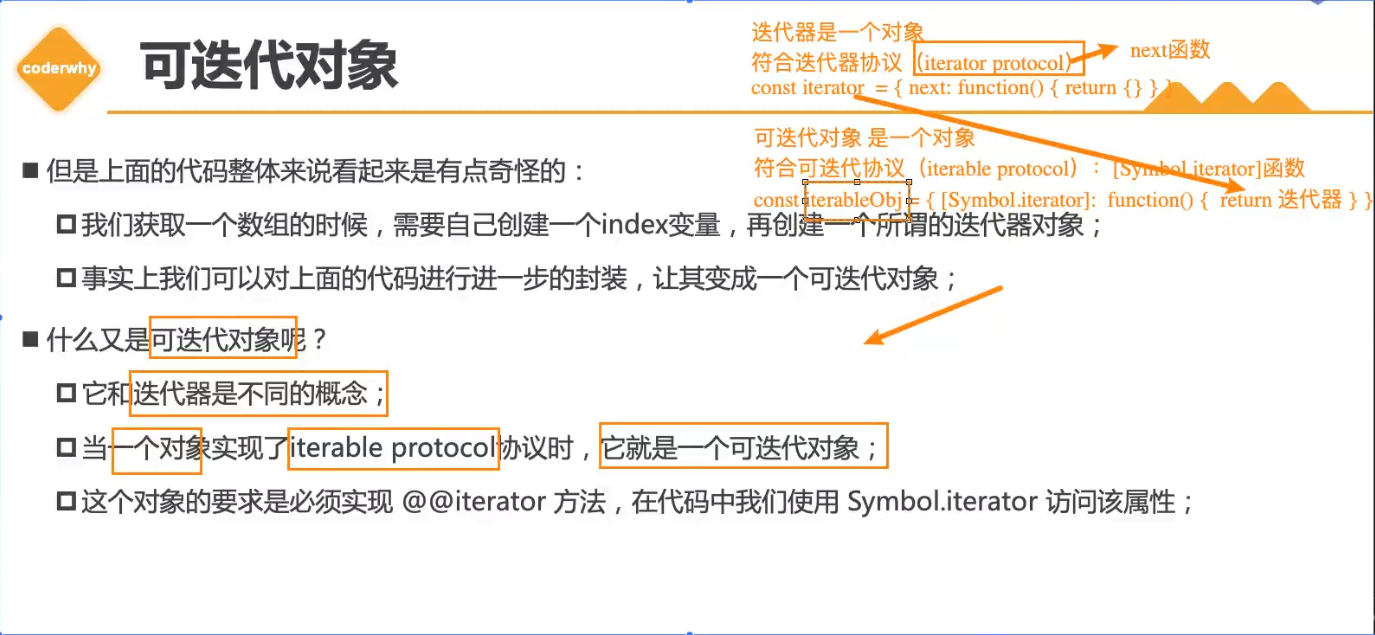 coderwhy
可迭代对象
迭代器是一个对象
符合迭代器协议（iterator protocol） next函数
const iterator = { next: function() { return {} } }
可迭代对象 是一个对象
符合可迭代协议（iterable protocol）：[Symbol.iterator]函数
const iterableObj = { [Symbol.iterator]: function() { return 迭代器 } }
■ 但是上面的代码整体来说看起来是有点奇怪的：
我们获取一个数组的时候，需要自己创建一个index变量，再创建一个所谓的迭代器对象；
事实上我们可以对上面的代码进行进一步的封装，让其变成一个可迭代对象；
■ 什么又是可迭代对象呢？
它和迭代器是不同的概念；
当一个对象实现了iterable protocol协议时，它就是一个可迭代对象；
这个对象的要求是必须实现 @@iterator 方法，在代码中我们使用 Symbol.iterator 访问该属性；